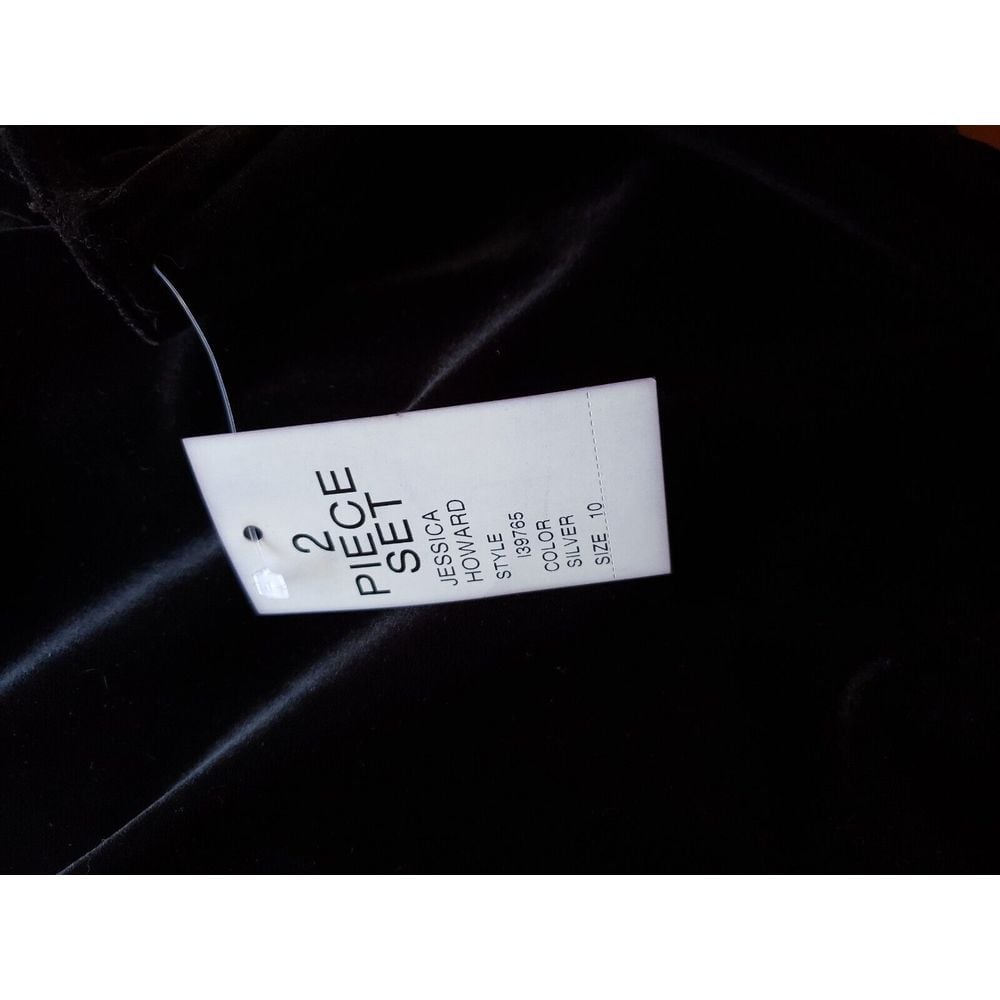 2
PIECE
SET
JESSICA
HOWARD
STYLE
I39765
COLOR
SILVER
SIZE 10